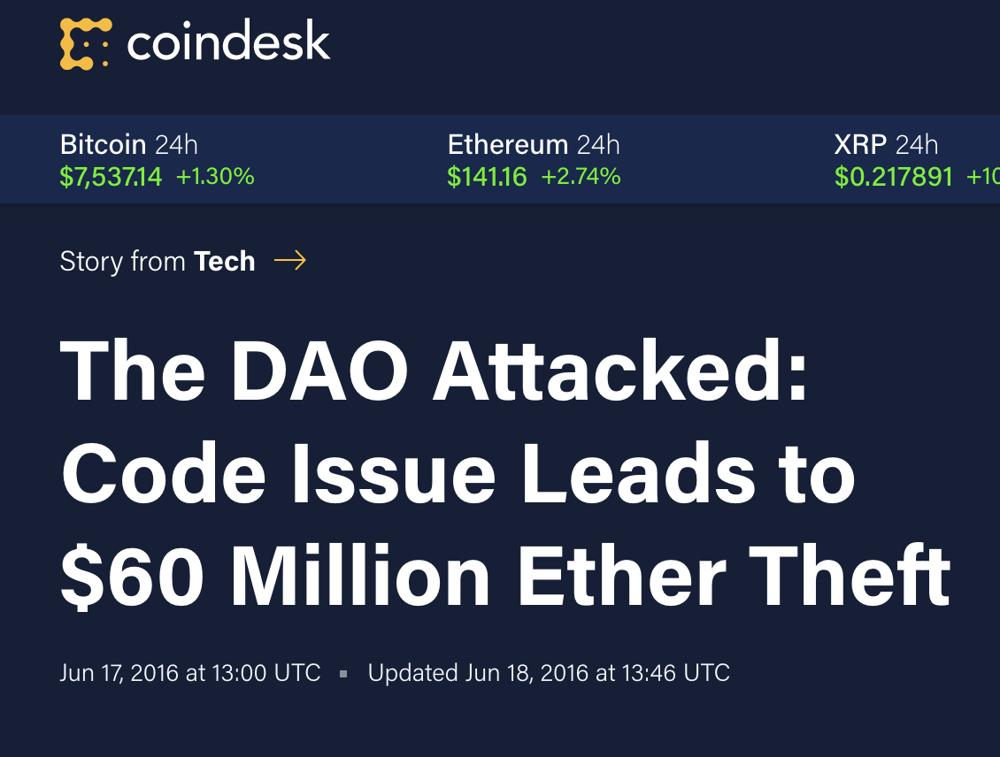 coindesk
Bitcoin 24h Ethereum 24h XRP 24h
$7,537.14 +1.30% $141.16 +2.74% $0.217891 +10
Story from Tech →
The DAO Attacked:
Code Issue Leads to
$60 Million Ether Theft
Jun 17, 2016 at 13:00 UTC ▪ Updated Jun 18, 2016 at 13:46 UTC